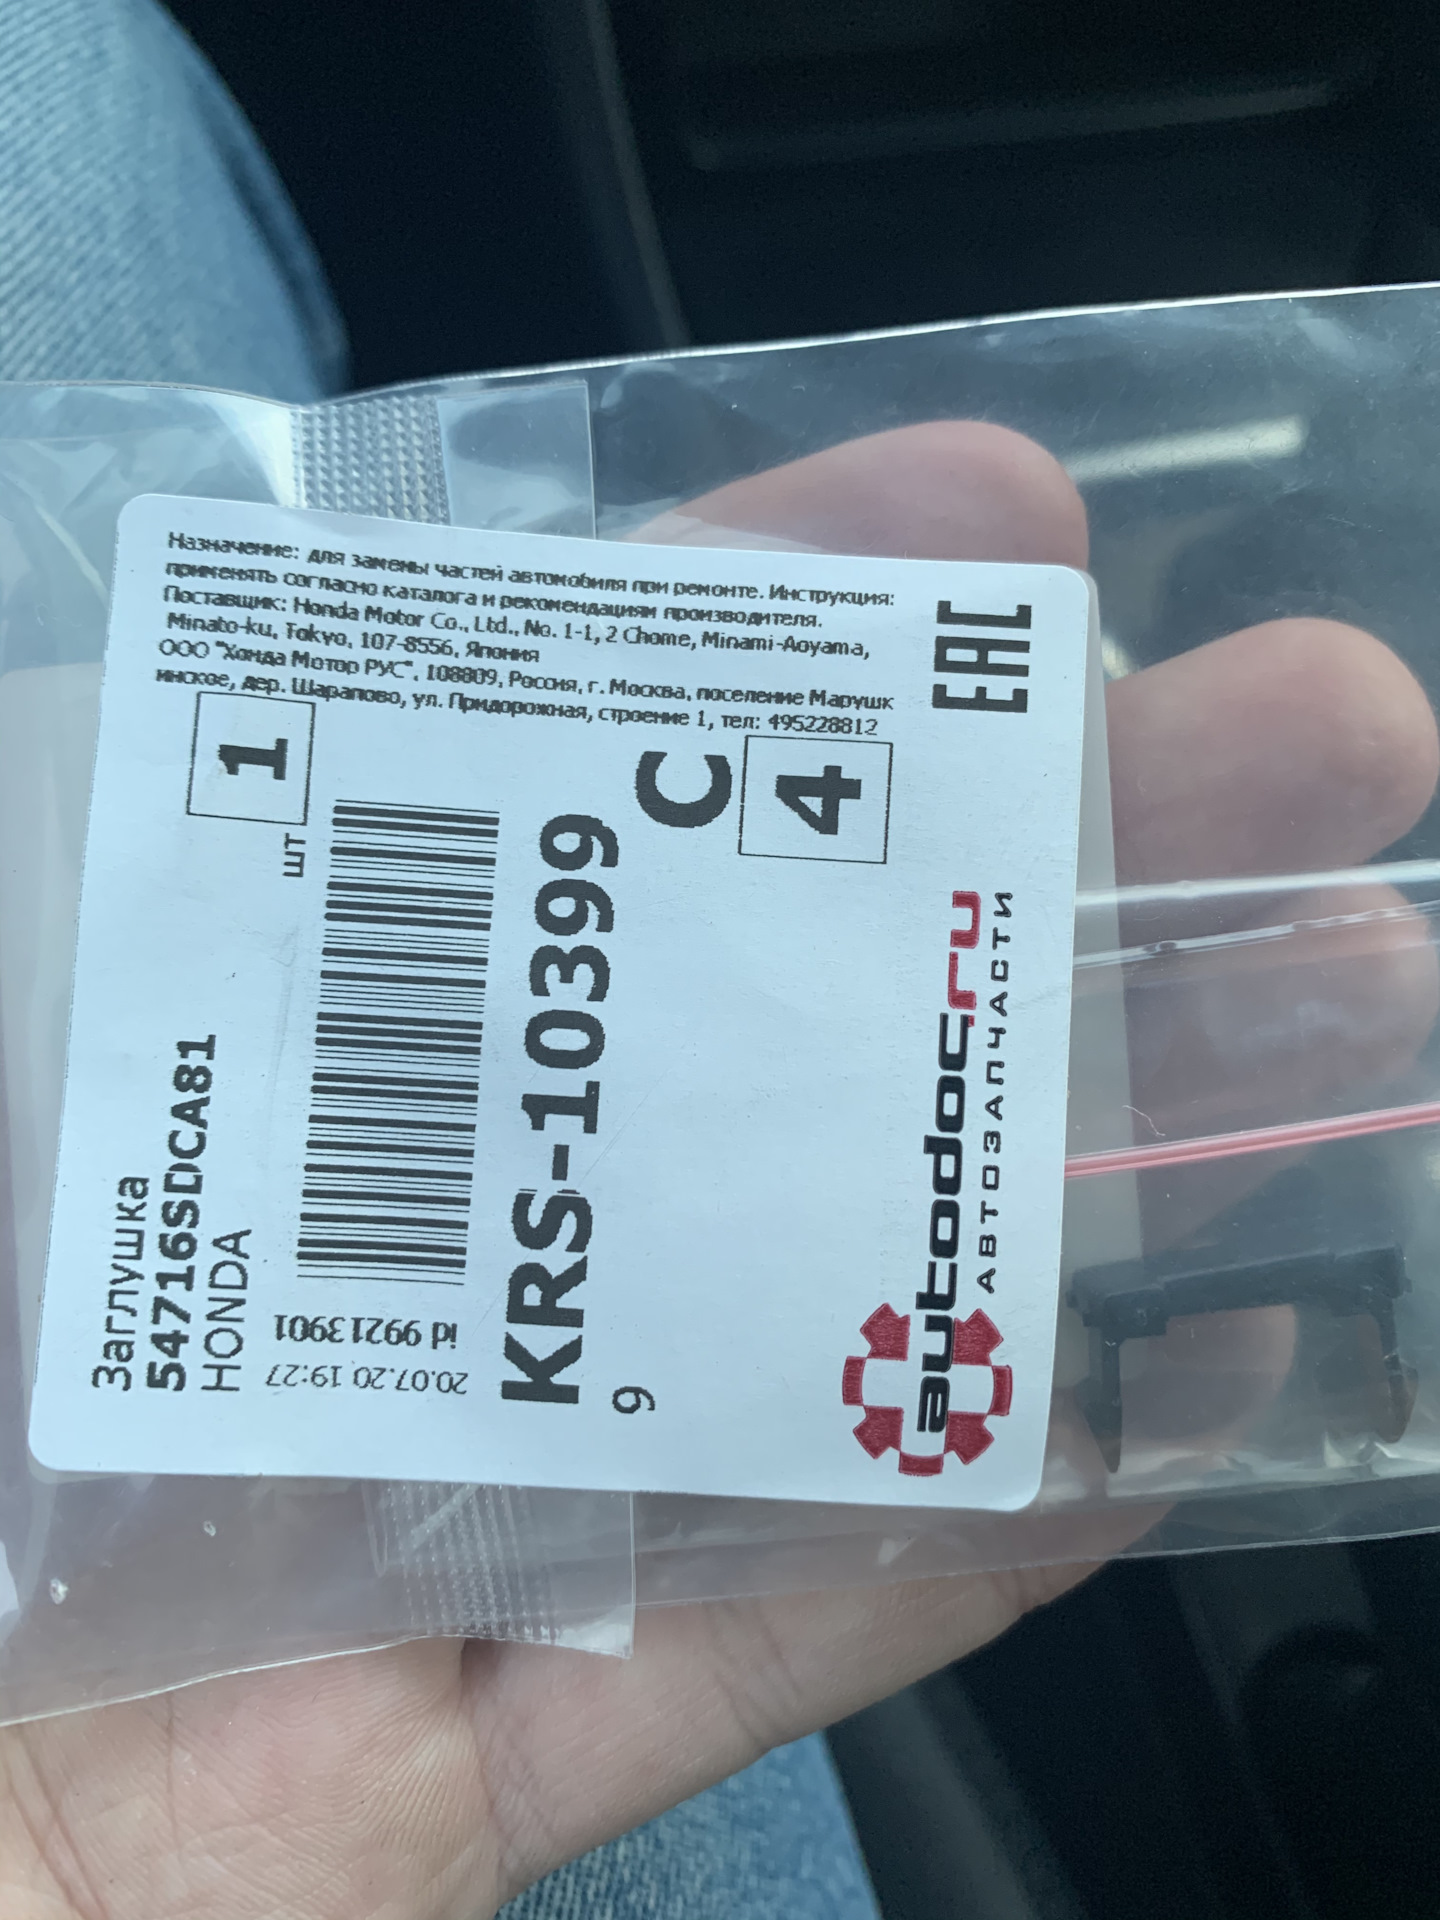 Назначение: для замены частей автомобиля при ремонте. Инструкция:
применять согласно каталога и рекомендациям производителя.
Поставщик: Honda Motor Co., Ltd., No. 1-1, 2 Chome, Minami-Aoyama,
Minato-ku, Tokyo, 107-8556, Япония
ООО "Хонда Мотор РУС", 108809, Россия, г. Москва, поселение Марушк
инское, дер. Шарапово, ул. Придорожная, строение 1, тел: 495228812
EAC
Заглушка
54716SDCA81
HONDA
1
шт
id 99213901
20.07.20 19:27
KRS-10399
9
C
4
autodoc.ru
АВТОЗАПЧАСТИ